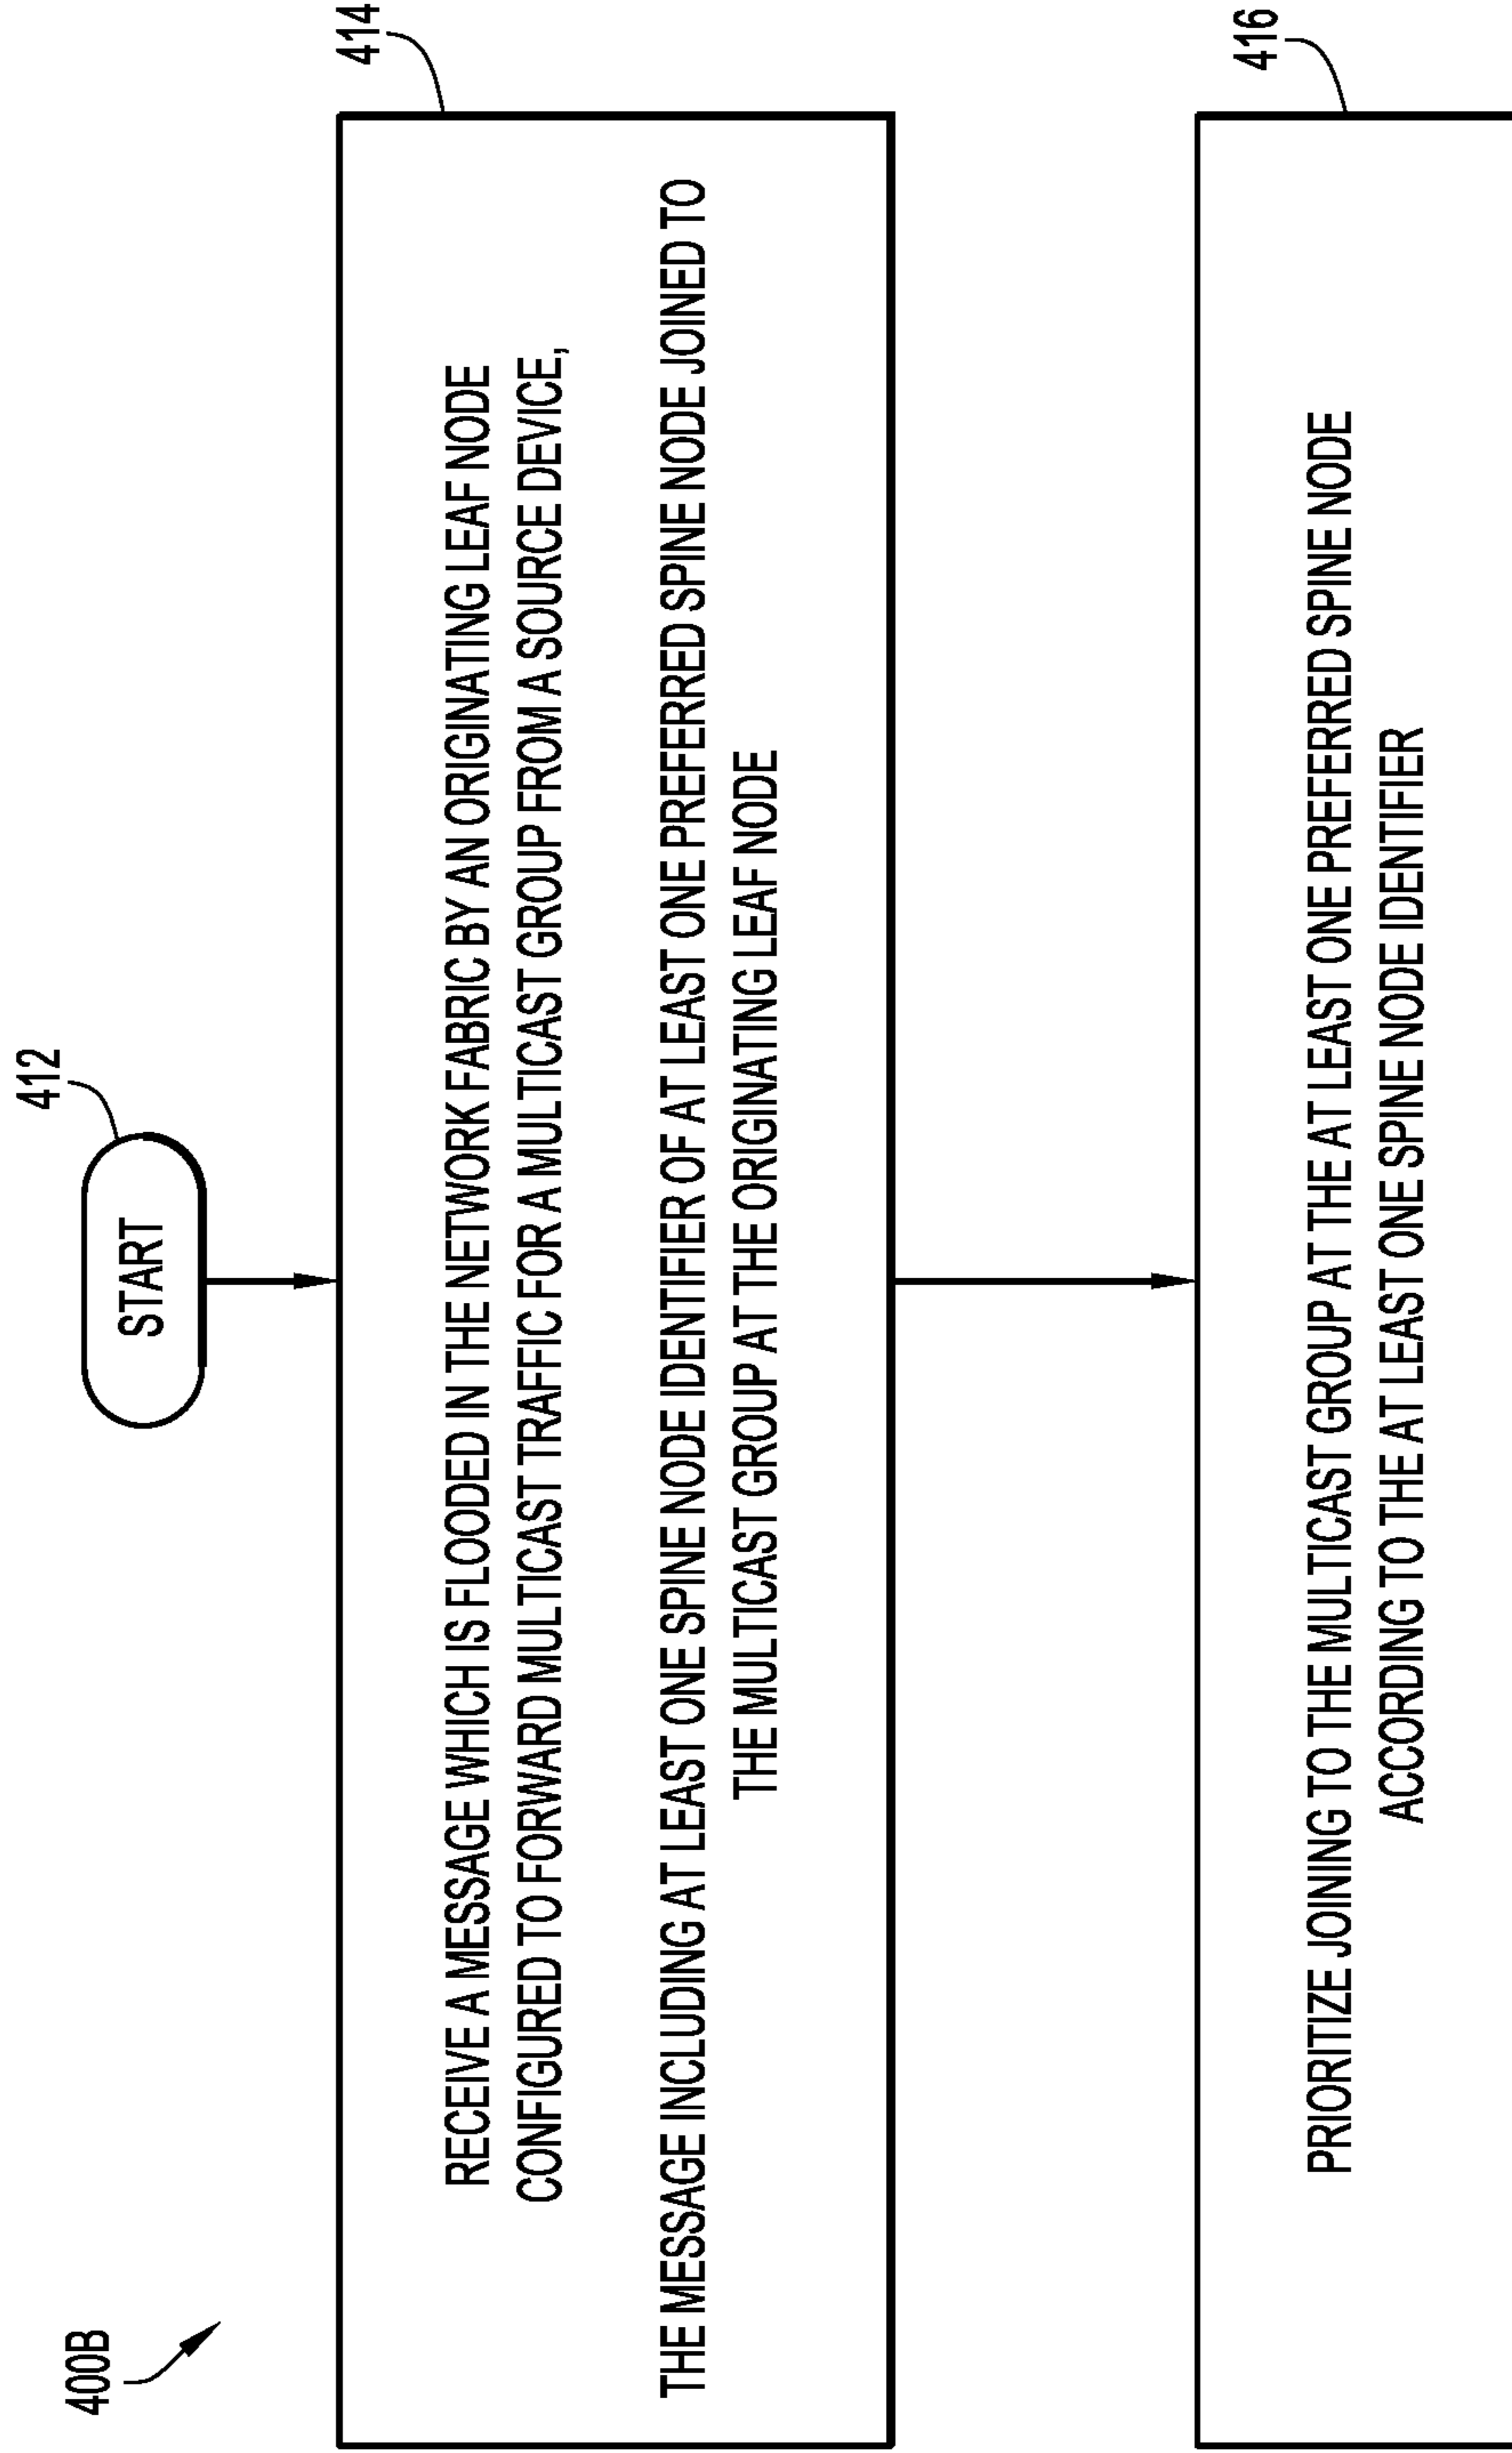 400B
412
START
414
RECEIVE A MESSAGE WHICH IS FLOODED IN THE NETWORK FABRIC BY AN ORIGINATING LEAF NODE
CONFIGURED TO FORWARD MULTICAST TRAFFIC FOR A MULTICAST GROUP FROM A SOURCE DEVICE,
THE MESSAGE INCLUDING AT LEAST ONE SPINE NODE IDENTIFIER OF AT LEAST ONE PREFERRED SPINE NODE JOINED TO
THE MULTICAST GROUP AT THE ORIGINATING LEAF NODE
416
PRIORITIZE JOINING TO THE MULTICAST GROUP AT THE AT LEAST ONE PREFERRED SPINE NODE
ACCORDING TO THE AT LEAST ONE SPINE NODE IDENTIFIER